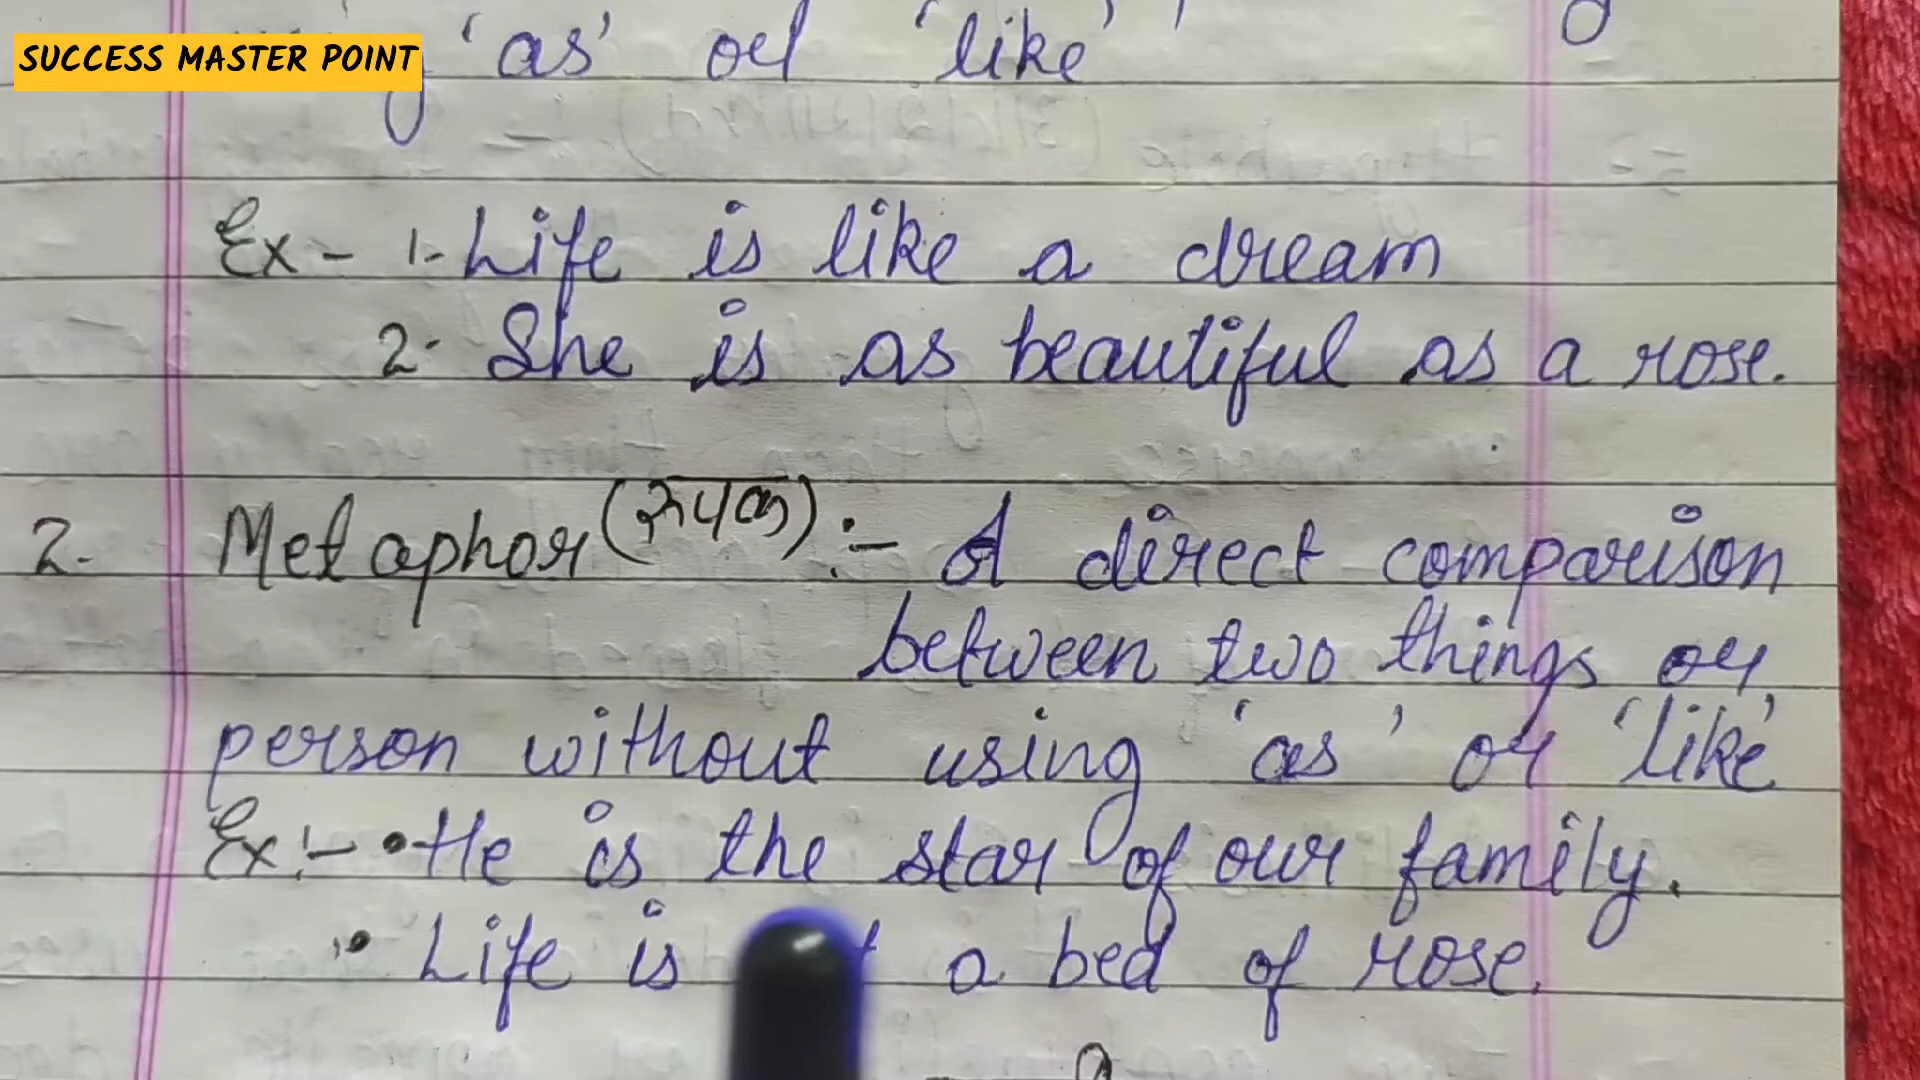 SUCCESS MASTER POINT
'as' or 'like'
Ex - 1- Life is like a dream
2- She is as beautiful as a rose.
2. Metaphor (रूपक) :- A direct comparison
between two things or
person without using 'as' or 'like'
Ex:- • He is the star of our family.
• Life is a bed of rose.